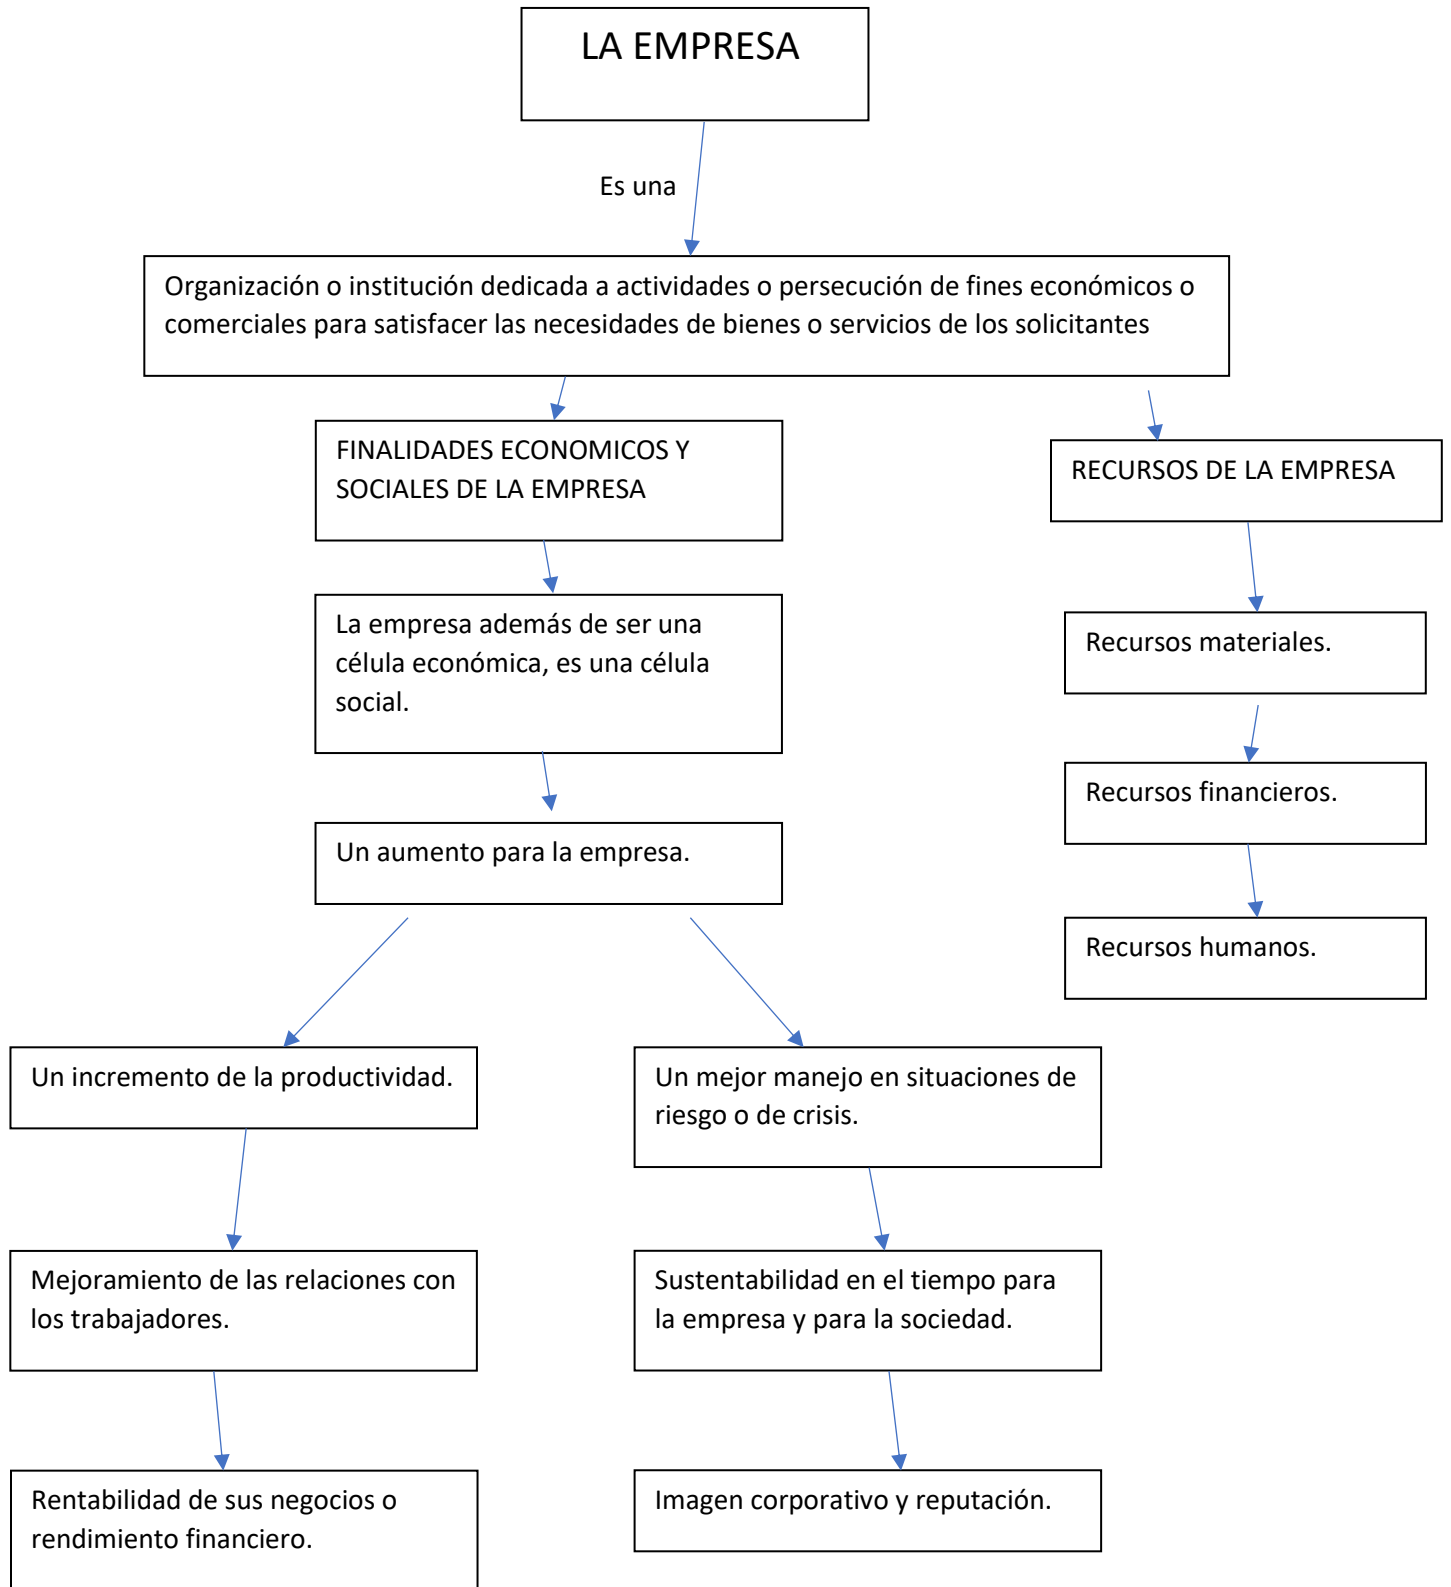 LA EMPRESA
Es una
Organización o institución dedicada a actividades o persecución de fines económicos o
comerciales para satisfacer las necesidades de bienes o servicios de los solicitantes
FINALIDADES ECONOMICOS Y
SOCIALES DE LA EMPRESA
RECURSOS DE LA EMPRESA
La empresa además de ser una
célula económica, es una célula
social.
Recursos materiales.
Recursos financieros.
Un aumento para la empresa.
Recursos humanos.
Un incremento de la productividad.
Un mejor manejo en situaciones de
riesgo o de crisis.
Mejoramiento de las relaciones con
los trabajadores.
Sustentabilidad en el tiempo para
la empresa y para la sociedad.
Rentabilidad de sus negocios o
rendimiento financiero.
Imagen corporativo y reputación.